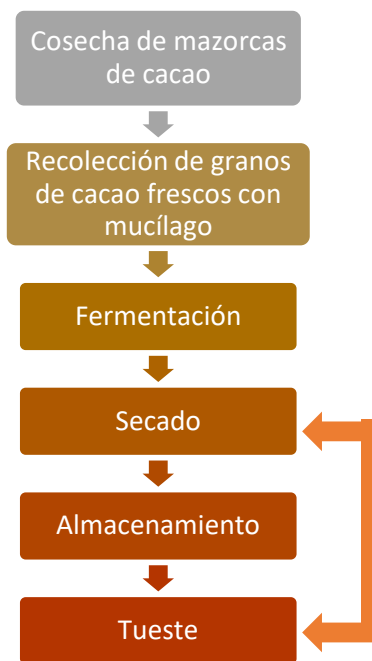 Cosecha de mazorcas
de cacao
Recolección de granos
de cacao frescos con
mucílago
Fermentación
Secado
Almacenamiento
Tueste